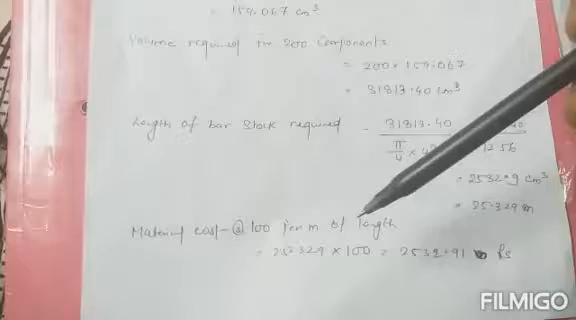 = 159.067 cm³
Volume required for 200 Components
= 200 × 159.067
= 31813.40 cm³
Length of bar stock required = 31813.40
π/4 × 4
12.56
= 2532.9 cm³
= 25.329 m
Material cost @ 100 per m of length
= 25.329 × 100 = 2532.91 Rs
FILMIGO